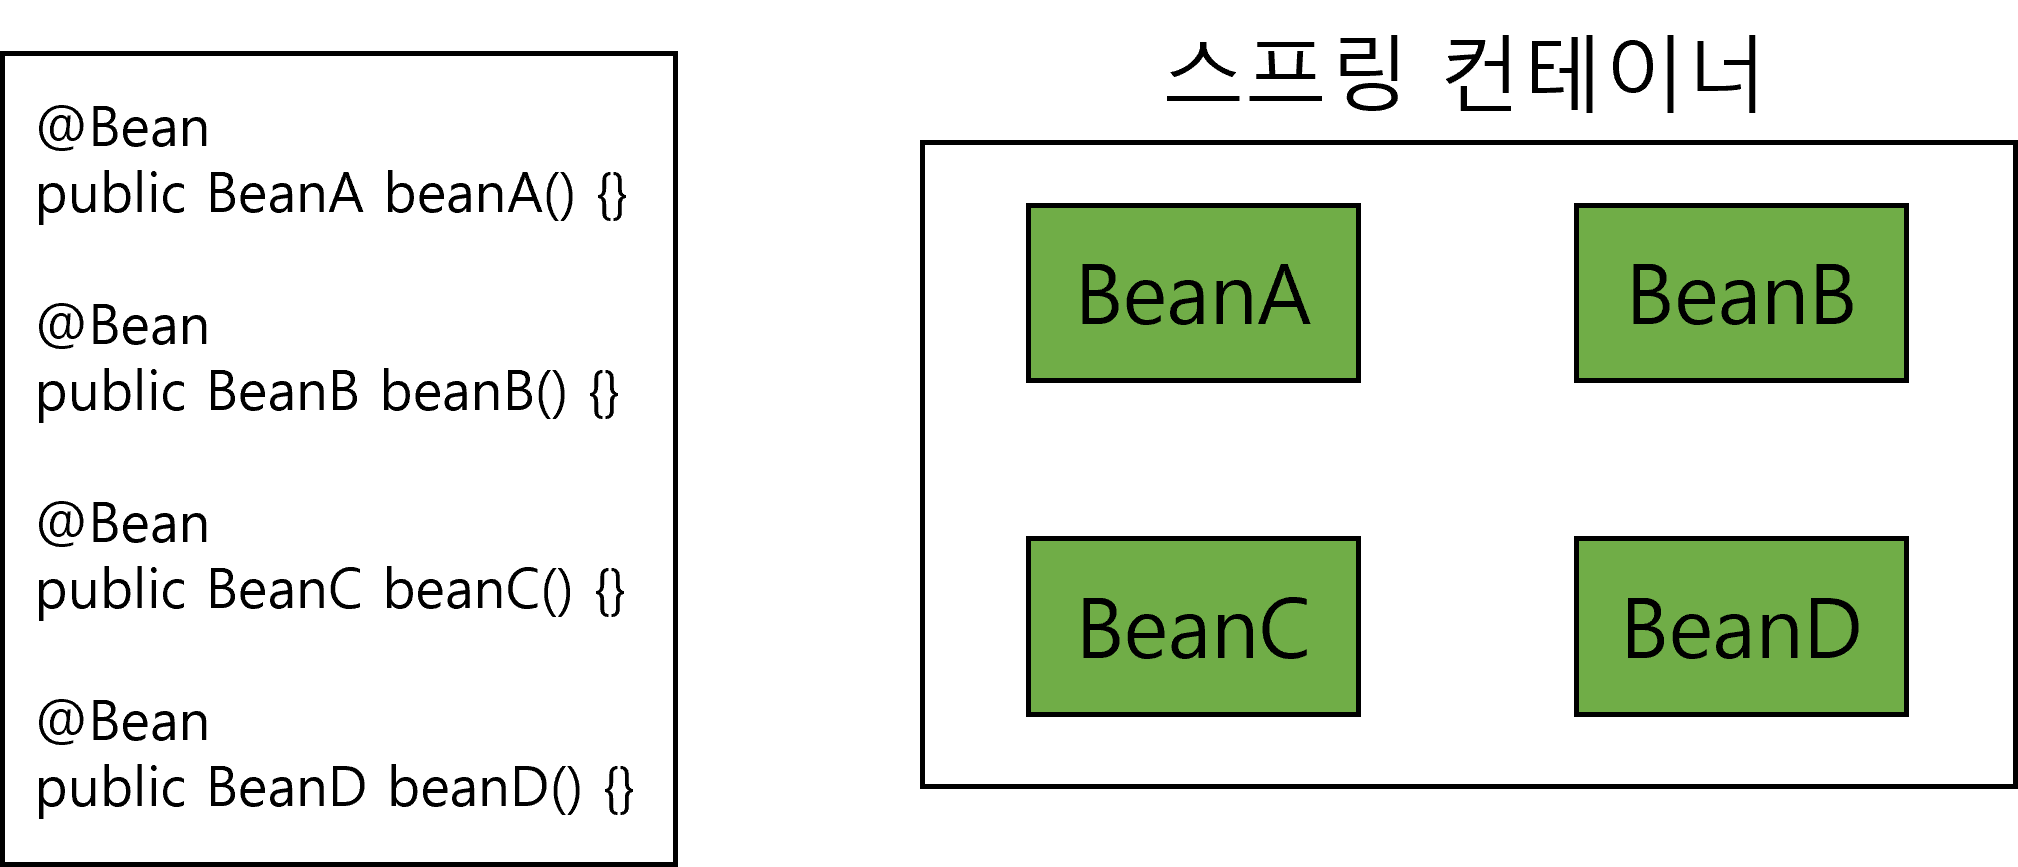 @Bean
public BeanA beanA() {}
@Bean
public BeanB beanB() {}
@Bean
public BeanC beanC() {}
@Bean
public BeanD beanD() {}
스프링 컨테이너
BeanA
BeanB
BeanC
BeanD